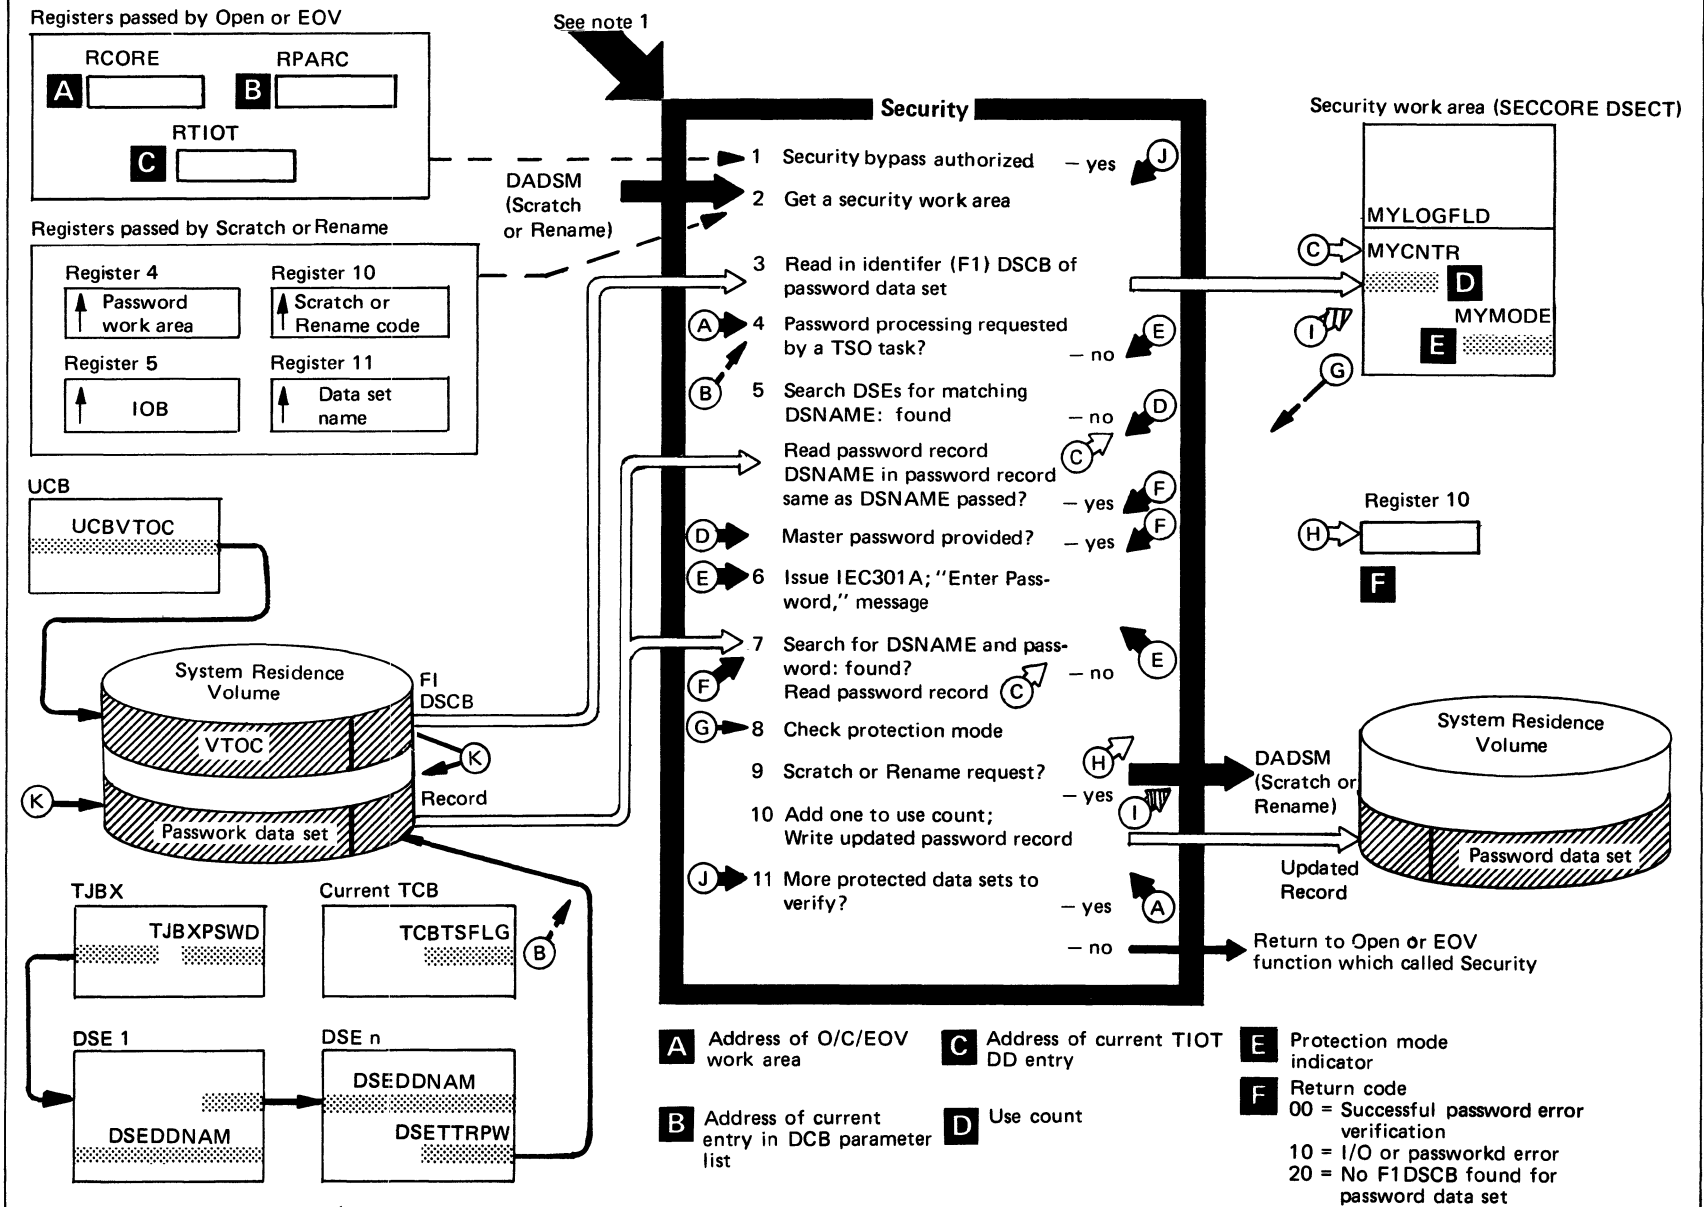 Registers passed by Open or EOV
RCORE
RPARC
A
B
RTIOT
C
Registers passed by Scratch or Rename
Register 4
Password
work area
Register 10
Scratch or
Rename code
Register 5
IOB
Register 11
Data set
name
UCB
UCBVTOC
System Residence
Volume
FI
DSCB
VTOC
K
K
Record
Passwork data set
TJBX
TJBXPSWD
Current TCB
TCBTSFLG
B
DSE 1
DSEDDNAM
DSE n
DSEDDNAM
DSETTRPW
See note 1
DADSM
(Scratch
or Rename)
Security
1 Security bypass authorized – yes
J
2 Get a security work area
3 Read in identifer (F1) DSCB of
password data set
A
4 Password processing requested
by a TSO task? – no
E
B
5 Search DSEs for matching
DSNAME: found – no
D
C
Read password record
DSNAME in password record
same as DSNAME passed? – yes
F
D
Master password provided? – yes
F
E
6 Issue IEC301A; "Enter Pass-
word," message
7 Search for DSNAME and pass-
word: found? – no
E
F
Read password record
C
G
8 Check protection mode
H
9 Scratch or Rename request?
– yes
I
10 Add one to use count;
Write updated password record
J
11 More protected data sets to
verify?
– yes
A
– no
Security work area (SECCORE DSECT)
MYLOGFLD
C
MYCNTR
D
I
MYMODE
E
G
Register 10
H
F
DADSM
(Scratch or
Rename)
System Residence
Volume
Password data set
Updated
Record
Return to Open or EOV
function which called Security
A Address of O/C/EOV
work area
B Address of current
entry in DCB parameter
list
C Address of current TIOT
DD entry
D Use count
E Protection mode
indicator
F Return code
00 = Successful password error
verification
10 = I/O or passworkd error
20 = No F1DSCB found for
password data set